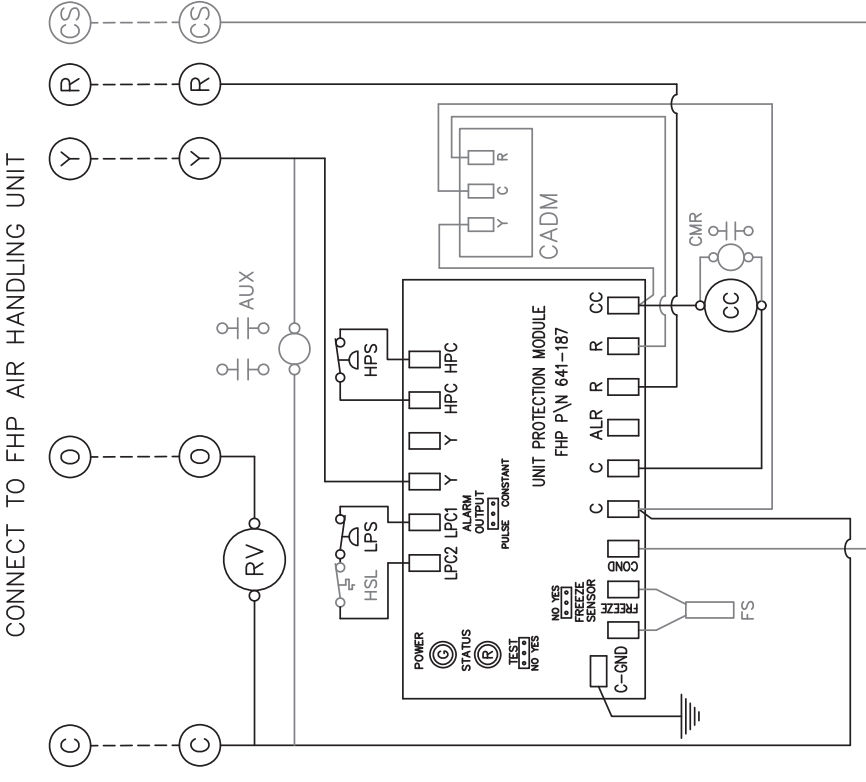 CONNECT TO FHP AIR HANDLING UNIT
C
C
O
O
Y
Y
R
R
CS
CS
RV
AUX
HSL
LPS
HPS
LPC2
LPC1
Y
Y
HPC
HPC
POWER
G
STATUS
R
TEST
NO YES
ALARM
OUTPUT
PULSE CONSTANT
UNIT PROTECTION MODULE
FHP P\N 641-187
NO YES
FREEZE
SENSOR
C-GND
FREEZE
COND
C
C
ALR
R
R
CC
FS
CC
CMR
CADM
Y
C
R